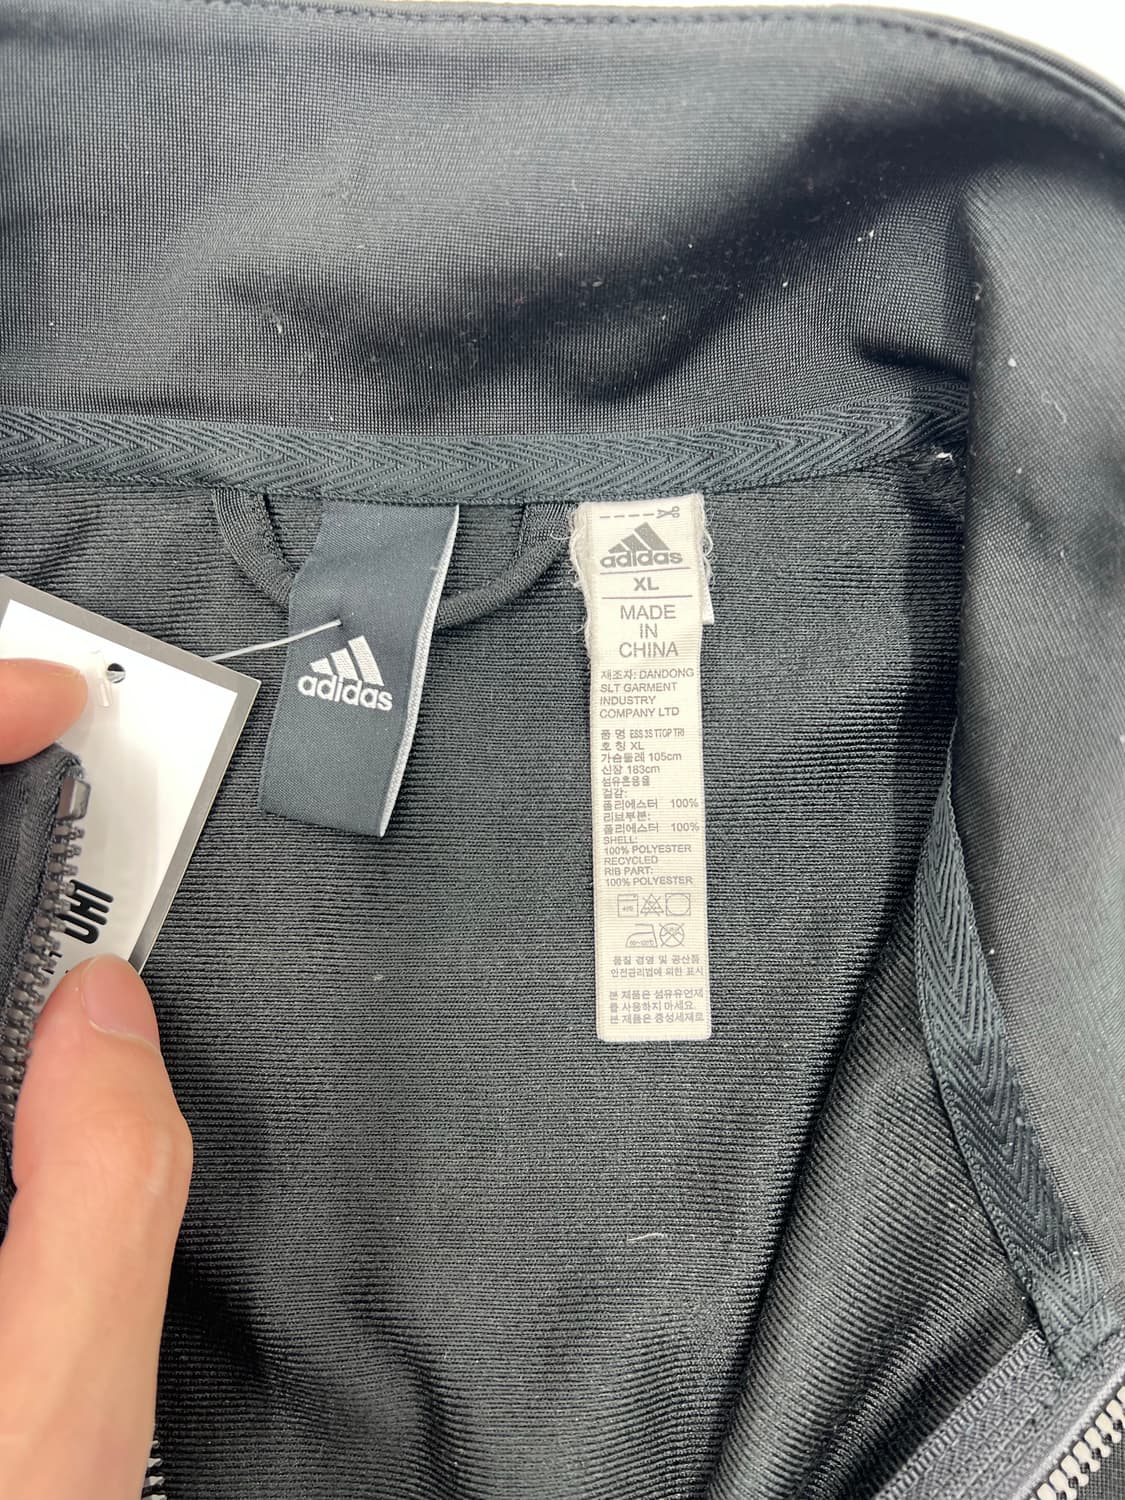 adidas
adidas
XL
MADE
IN
CHINA
제조자: DANDONG
SLT GARMENT
INDUSTRY
COMPANY LTD
품 명 ESS 3S TTGP TRI
호 칭 XL
가슴둘레 105cm
신장 183cm
섬유혼용율
겉감:
폴리에스터 100%
리브부분:
폴리에스터 100%
SHELL:
100% POLYESTER
RECYCLED
RIB PART:
100% POLYESTER
품질 경영 및 공산품
안전관리법에 의한 표시
본 제품은 섬유유연제
를 사용하지 마세요
본 제품은 중성세제로